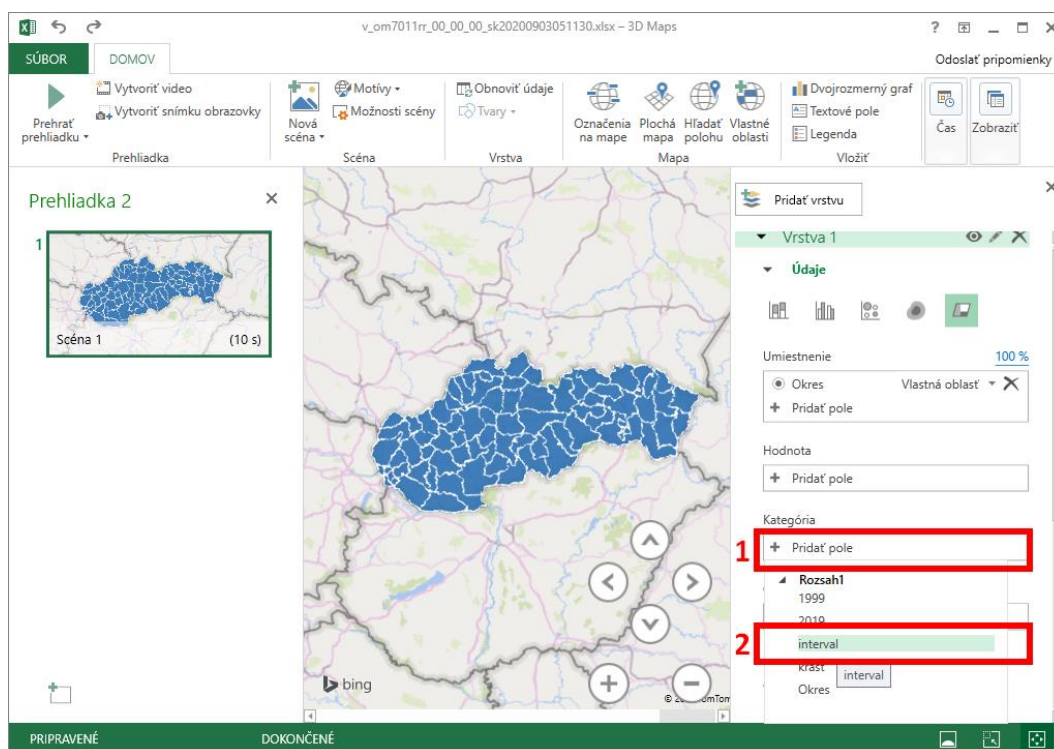 v_om7011rr_00_00_00_sk20200903051130.xlsx – 3D Maps
?
SÚBOR
DOMOV
Odoslať pripomienky
Prehrať
prehliadku
Vytvoriť video
Vytvoriť snímku obrazovky
Prehliadka
Nová
scéna
Motívy
Možnosti scény
Scéna
Obnoviť údaje
Tvary
Vrstva
Označenia
na mape
Plochá
mapa
Hľadať
polohu
Vlastné
oblasti
Mapa
Dvojrozmerný graf
Textové pole
Legenda
Vložiť
Čas
Zobraziť
Prehliadka 2
1
Scéna 1 (10 s)
bing
Pridať vrstvu
Vrstva 1
Údaje
Umiestnenie 100 %
Okres Vlastná oblasť
Pridať pole
Hodnota
Pridať pole
Kategória
1 Pridať pole
Rozsah1
1999
2019
2 interval
krast
interval
Okres
PRIPRAVENÉ DOKONČENÉ